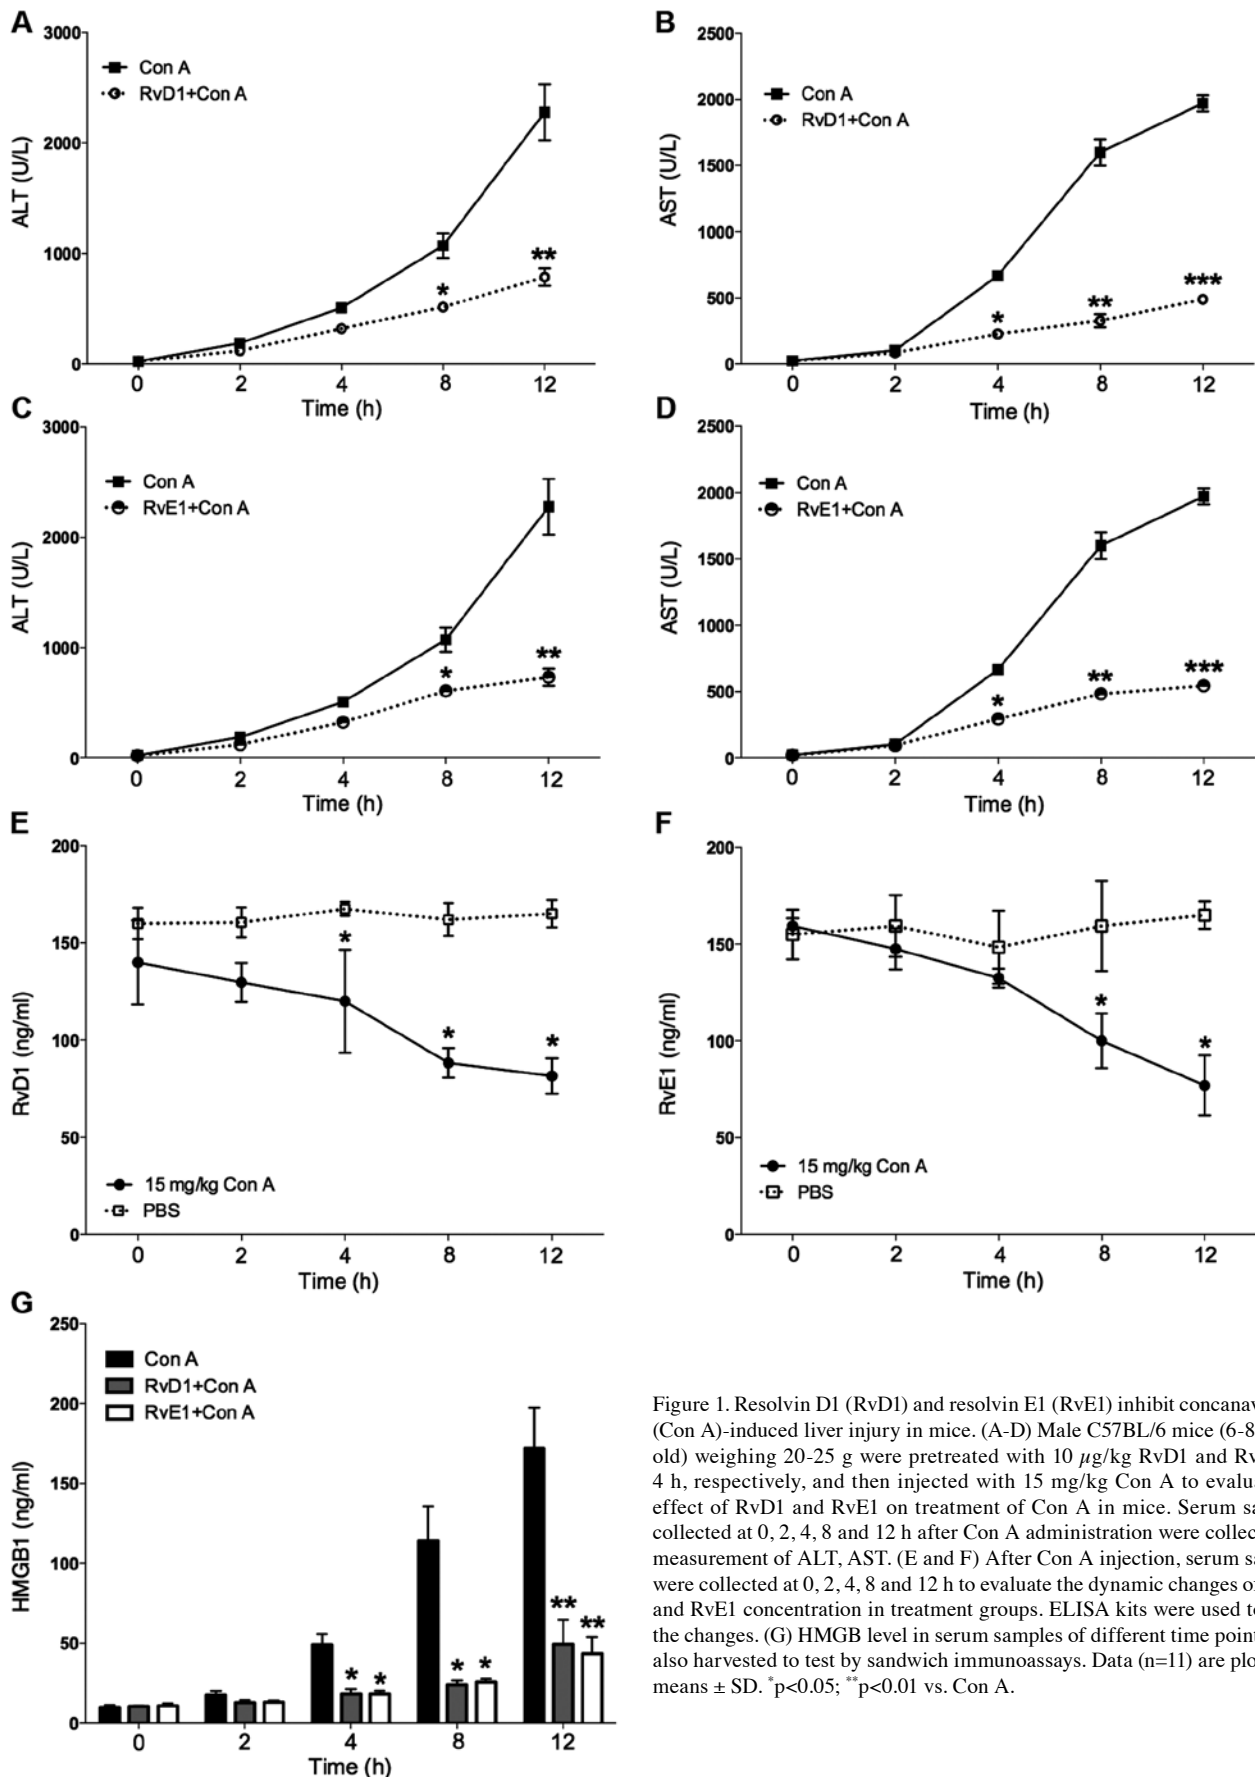 A
3000
2000
1000
0
ALT (U/L)
Con A
RvD1+Con A
*
**
0 2 4 8 12
Time (h)
B
2500
2000
1500
1000
500
0
AST (U/L)
Con A
RvD1+Con A
*
**
***
0 2 4 8 12
Time (h)
C
3000
2000
1000
0
ALT (U/L)
Con A
RvE1+Con A
*
**
0 2 4 8 12
Time (h)
D
2500
2000
1500
1000
500
0
AST (U/L)
Con A
RvE1+Con A
*
**
***
0 2 4 8 12
Time (h)
E
200
150
100
50
0
RvD1 (ng/ml)
*
*
*
15 mg/kg Con A
PBS
0 2 4 8 12
Time (h)
F
200
150
100
50
0
RvE1 (ng/ml)
*
*
15 mg/kg Con A
PBS
0 2 4 8 12
Time (h)
G
250
200
150
100
50
0
HMGB1 (ng/ml)
Con A
RvD1+Con A
RvE1+Con A
* *
* *
** **
0 2 4 8 12
Time (h)
Figure 1. Resolvin D1 (RvD1) and resolvin E1 (RvE1) inhibit concanav
(Con A)-induced liver injury in mice. (A-D) Male C57BL/6 mice (6-8
old) weighing 20-25 g were pretreated with 10 µg/kg RvD1 and Rv
4 h, respectively, and then injected with 15 mg/kg Con A to evalu
effect of RvD1 and RvE1 on treatment of Con A in mice. Serum sa
collected at 0, 2, 4, 8 and 12 h after Con A administration were collec
measurement of ALT, AST. (E and F) After Con A injection, serum sa
were collected at 0, 2, 4, 8 and 12 h to evaluate the dynamic changes o
and RvE1 concentration in treatment groups. ELISA kits were used to
the changes. (G) HMGB level in serum samples of different time point
also harvested to test by sandwich immunoassays. Data (n=11) are plo
means ± SD. *p<0.05; **p<0.01 vs. Con A.